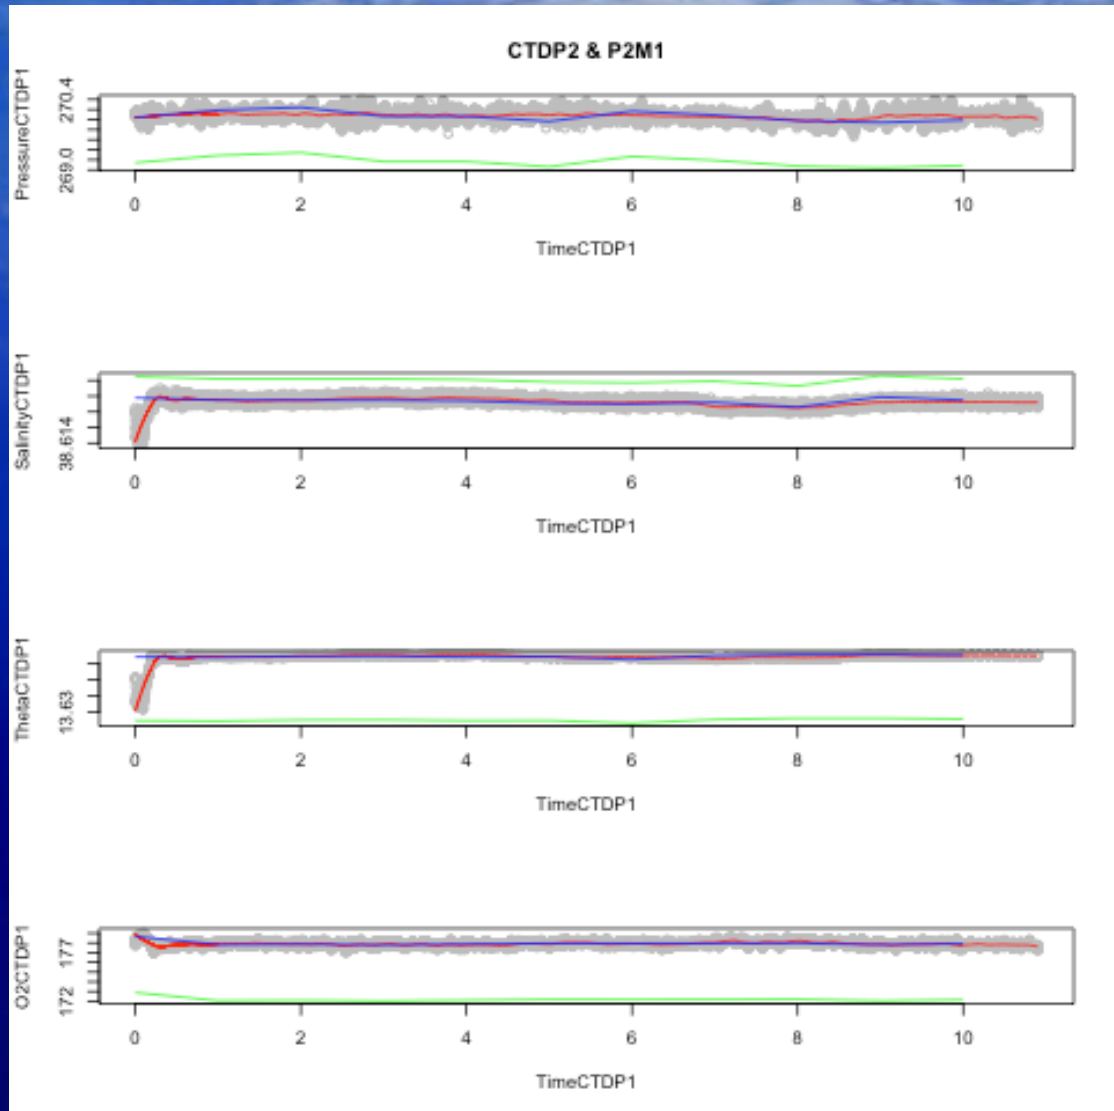 CTDP2 & P2M1
PressureCTDP1
269.0 270.4
0 2 4 6 8 10
TimeCTDP1
SalinityCTDP1
38.614
0 2 4 6 8 10
TimeCTDP1
ThetaCTDP1
13.63
0 2 4 6 8 10
TimeCTDP1
O2CTDP1
172 177
0 2 4 6 8 10
TimeCTDP1